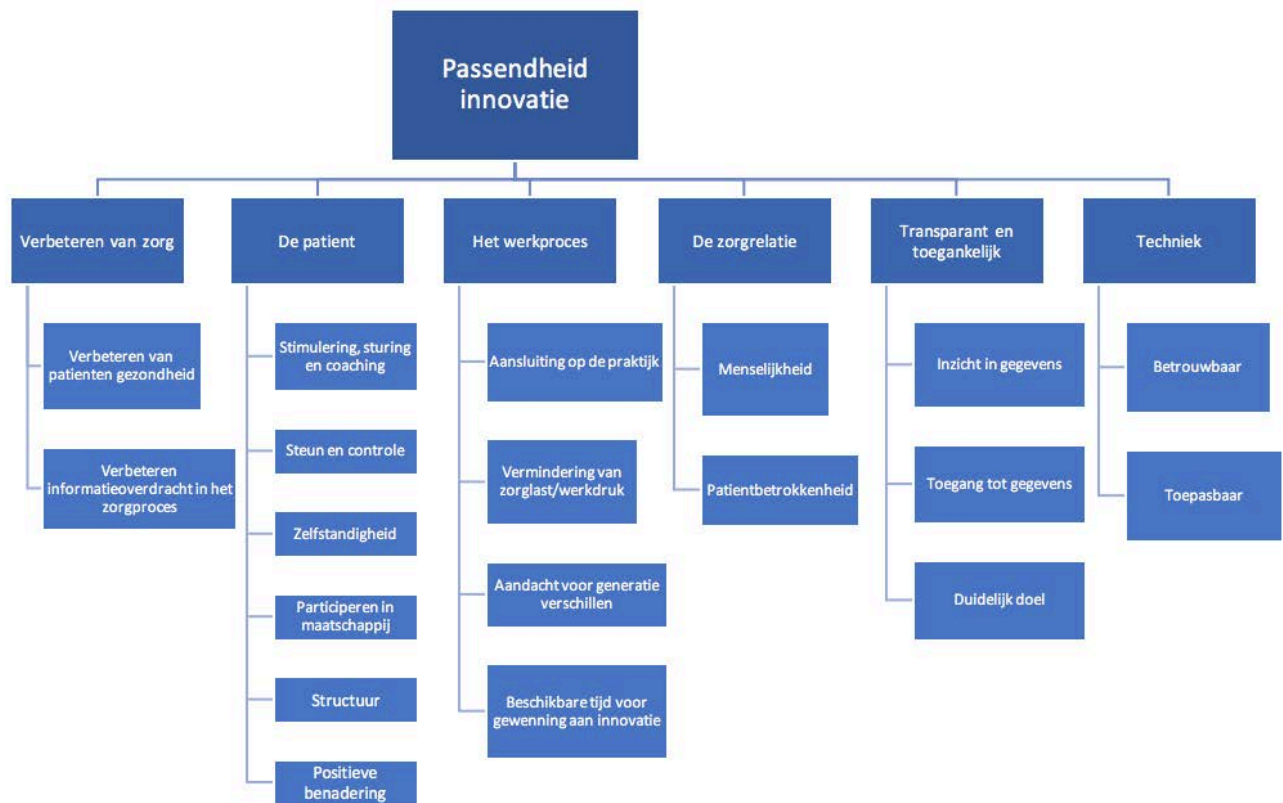 Passendheid
innovatie
Verbeteren van zorg
De patient
Het werkproces
De zorgrelatie
Transparant en
toegankelijk
Techniek
Verbeteren van
patienten gezondheid
Verbeteren
informatieoverdracht in het
zorgproces
Stimulering, sturing
en coaching
Steun en controle
Zelfstandigheid
Participeren in
maatschappij
Structuur
Positieve
benadering
Aansluiting op de praktijk
Vermindering van
zorglast/werkdruk
Aandacht voor generatie
verschillen
Beschikbare tijd voor
gewenning aan innovatie
Menselijkheid
Patientbetrokkenheid
Inzicht in gegevens
Toegang tot gegevens
Duidelijk doel
Betrouwbaar
Toepasbaar